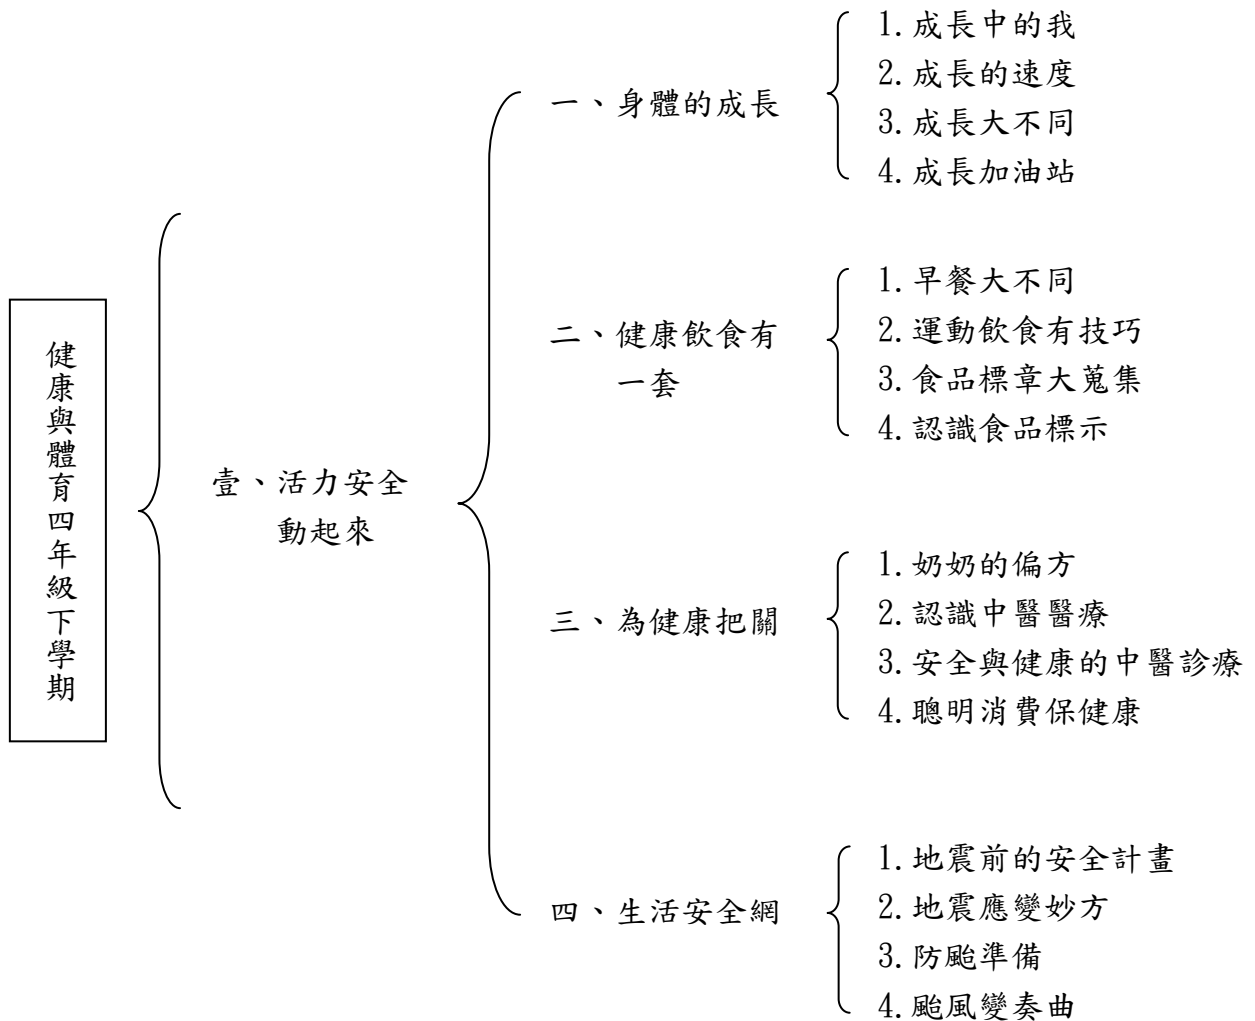 健康與體育四年級下學期
壹、活力安全
動起來
一、身體的成長
1.成長中的我
2.成長的速度
3.成長大不同
4.成長加油站
二、健康飲食有
一套
1.早餐大不同
2.運動飲食有技巧
3.食品標章大蒐集
4.認識食品標示
三、為健康把關
1.奶奶的偏方
2.認識中醫醫療
3.安全與健康的中醫診療
4.聰明消費保健康
四、生活安全網
1.地震前的安全計畫
2.地震應變妙方
3.防颱準備
4.颱風變奏曲